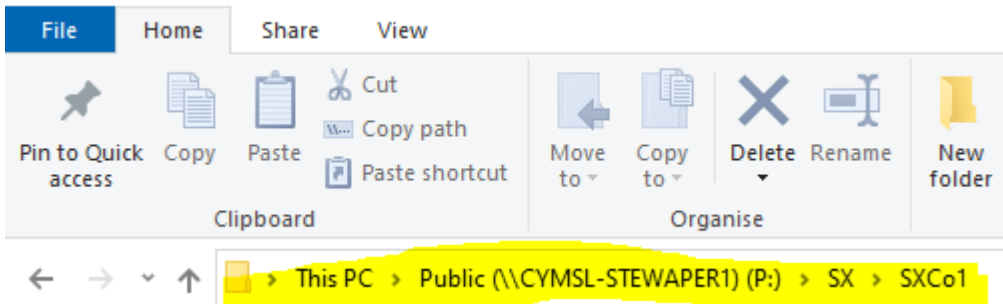 File Home Share View
Pin to Quick access
Copy
Paste
Cut
Copy path
Paste shortcut
Move to
Copy to
Delete
Rename
New folder
Clipboard
Organise
This PC > Public (\\CYMSL-STEWAPER1) (P:) > SX > SXCo1